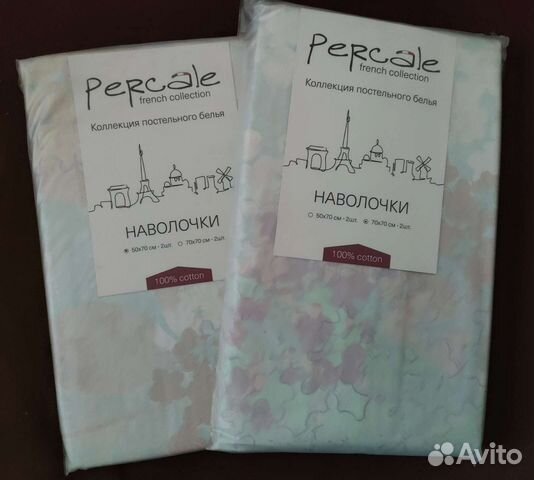 Percale
french collection
Коллекция постельного белья
НАВОЛОЧКИ
50x70 см - 2шт. 70x70 см - 2шт.
100% cotton
Percale
french collection
Коллекция постельного белья
НАВОЛОЧКИ
50x70 см - 2шт. 70x70 см - 2шт.
100% cotton
Avito